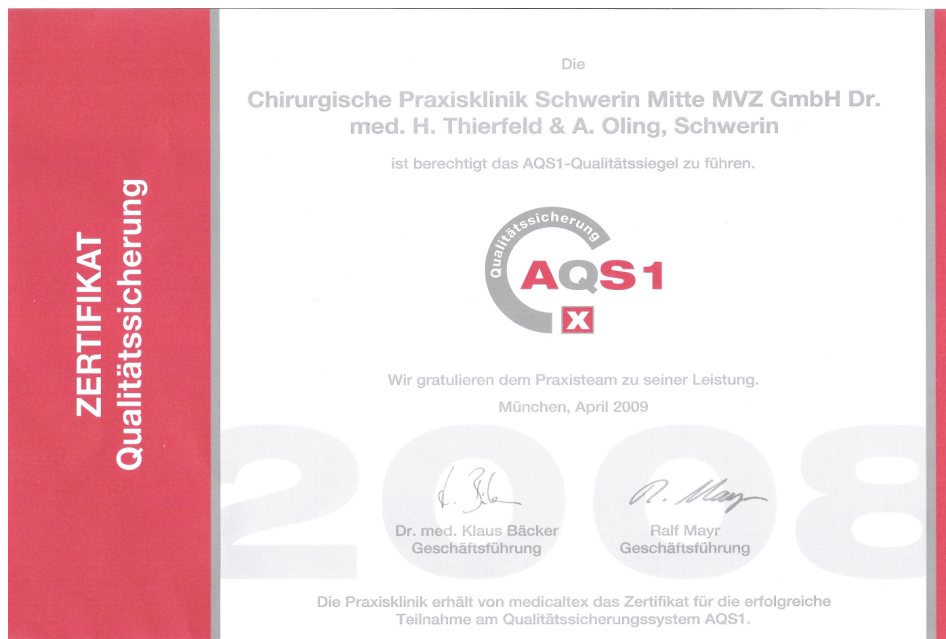 ZERTIFIKAT
Qualitätssicherung
Die
Chirurgische Praxisklinik Schwerin Mitte MVZ GmbH Dr.
med. H. Thierfeld & A. Oling, Schwerin
ist berechtigt das AQS1-Qualitätssiegel zu führen.
Qualitätssicherung
AQS1
x
Wir gratulieren dem Praxisteam zu seiner Leistung.
München, April 2009
2008
Dr. med. Klaus Bäcker
Geschäftsführung
R. Mayr
Ralf Mayr
Geschäftsführung
Die Praxisklinik erhält von medicaltex das Zertifikat für die erfolgreiche
Teilnahme am Qualitätssicherungssystem AQS1.